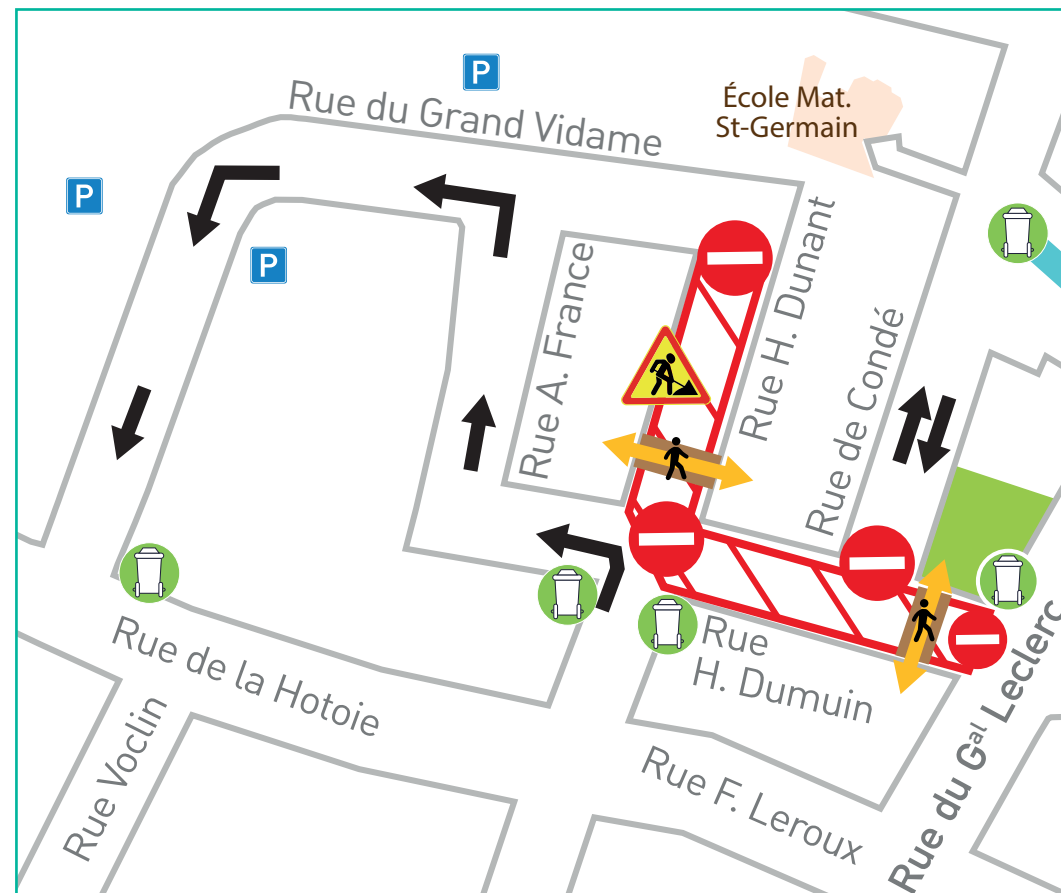 P
Rue du Grand Vidame
École Mat.
St-Germain
P
P
Rue A. France
Rue H. Dunant
Rue de Condé
Rue
H. Dumuin
Rue de la Hotoie
Rue Voclin
Rue F. Leroux
Rue du Gal Leclerc